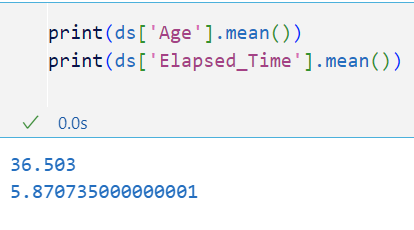 print(ds['Age'].mean())
print(ds['Elapsed_Time'].mean())
0.0s
36.503
5.870735000000001